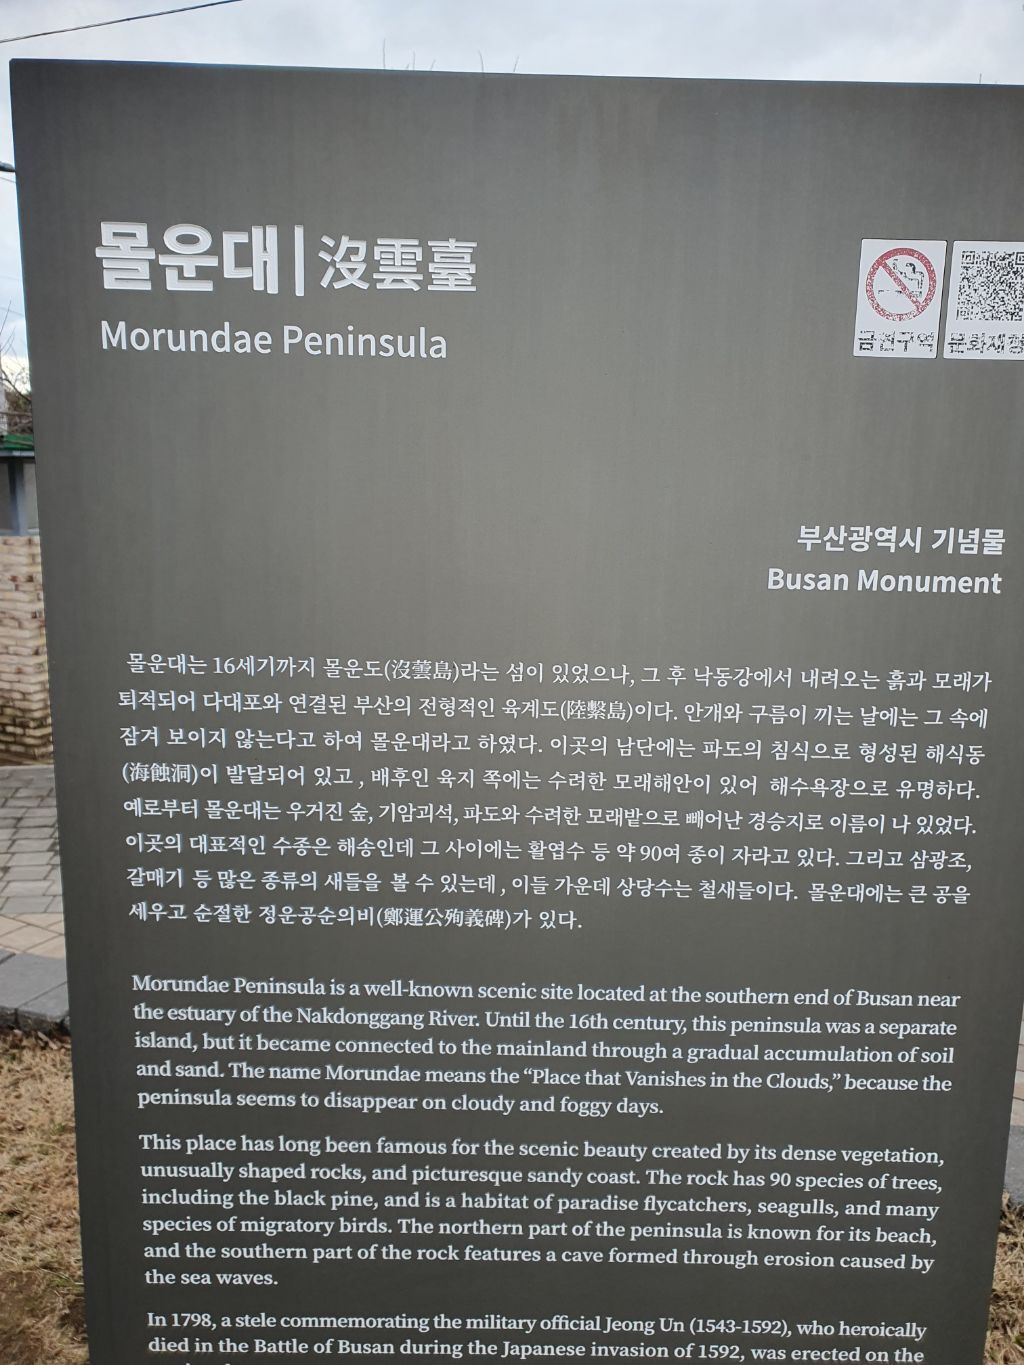 몰운대 | 沒雲臺
Morundae Peninsula
금연구역
문화재
부산광역시 기념물
Busan Monument
몰운대는 16세기까지 몰운도(沒雲島)라는 섬이 있었으나, 그 후 낙동강에서 내려오는 흙과 모래가
퇴적되어 다대포와 연결된 부산의 전형적인 육계도(陸繫島)이다. 안개와 구름이 끼는 날에는 그 속에
잠겨 보이지 않는다고 하여 몰운대라고 하였다. 이곳의 남단에는 파도의 침식으로 형성된 해식동
(海蝕洞)이 발달되어 있고, 배후인 육지 쪽에는 수려한 모래해안이 있어 해수욕장으로 유명하다.
예로부터 몰운대는 우거진 숲, 기암괴석, 파도와 수려한 모래밭으로 빼어난 경승지로 이름이 나 있었다.
이곳의 대표적인 수종은 해송인데 그 사이에는 활엽수 등 약 90여 종이 자라고 있다. 그리고 삼광조,
갈매기 등 많은 종류의 새들을 볼 수 있는데, 이들 가운데 상당수는 철새들이다. 몰운대에는 큰 공을
세우고 순절한 정운공순의비(鄭運公殉義碑)가 있다.
Morundae Peninsula is a well-known scenic site located at the southern end of Busan near
the estuary of the Nakdonggang River. Until the 16th century, this peninsula was a separate
island, but it became connected to the mainland through a gradual accumulation of soil
and sand. The name Morundae means the “Place that Vanishes in the Clouds,” because the
peninsula seems to disappear on cloudy and foggy days.
This place has long been famous for the scenic beauty created by its dense vegetation,
unusually shaped rocks, and picturesque sandy coast. The rock has 90 species of trees,
including the black pine, and is a habitat of paradise flycatchers, seagulls, and many
species of migratory birds. The northern part of the peninsula is known for its beach,
and the southern part of the rock features a cave formed through erosion caused by
the sea waves.
In 1798, a stele commemorating the military official Jeong Un (1543-1592), who heroically
died in the Battle of Busan during the Japanese invasion of 1592, was erected on the